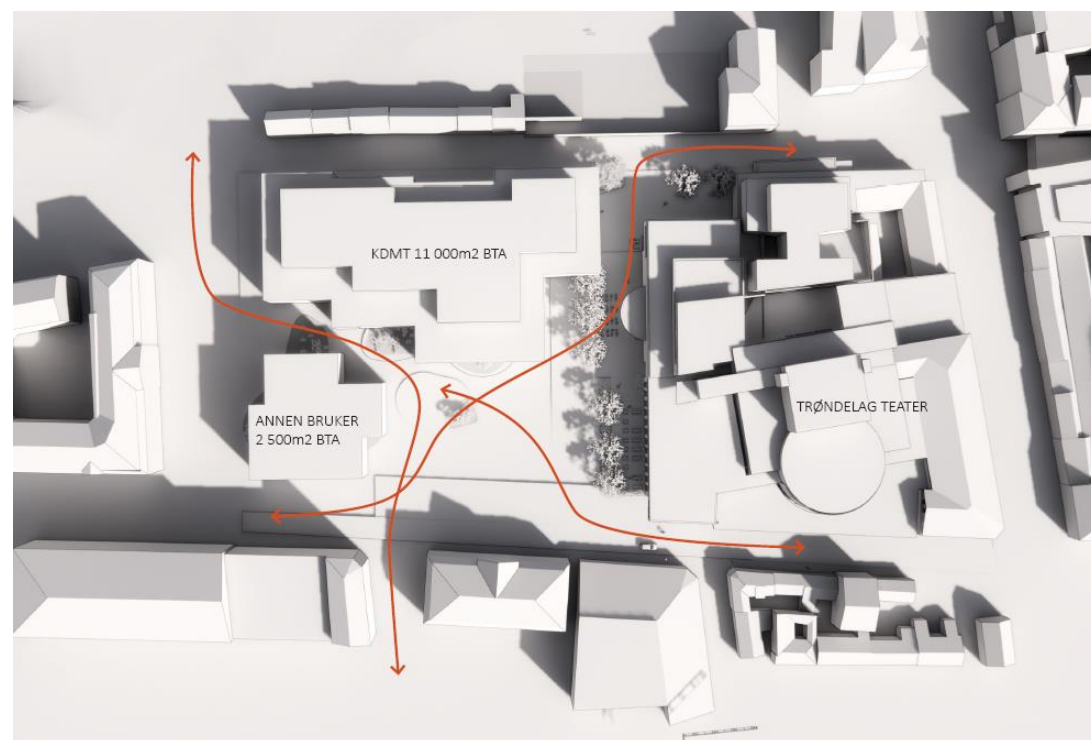 KDMT 11 000m2 BTA
ANNEN BRUKER
2 500m2 BTA
TRØNDELAG TEATER